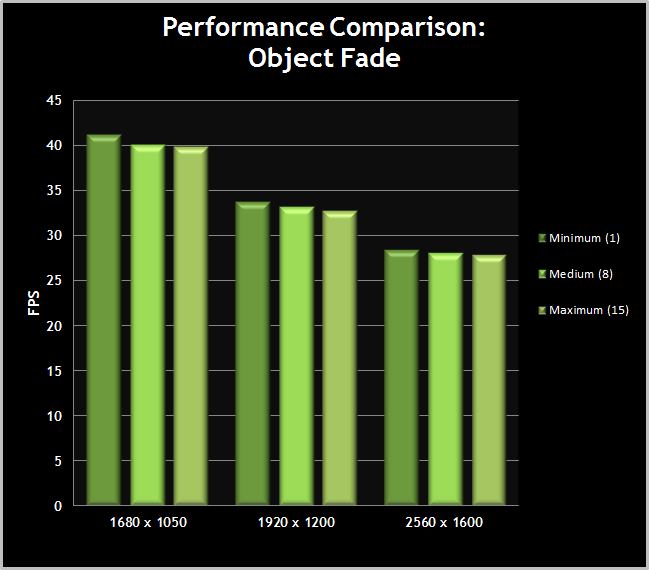 Performance Comparison:
Object Fade
45
40
35
30
25
20
15
10
5
0
FPS
1680 x 1050
1920 x 1200
2560 x 1600
Minimum (1)
Medium (8)
Maximum (15)